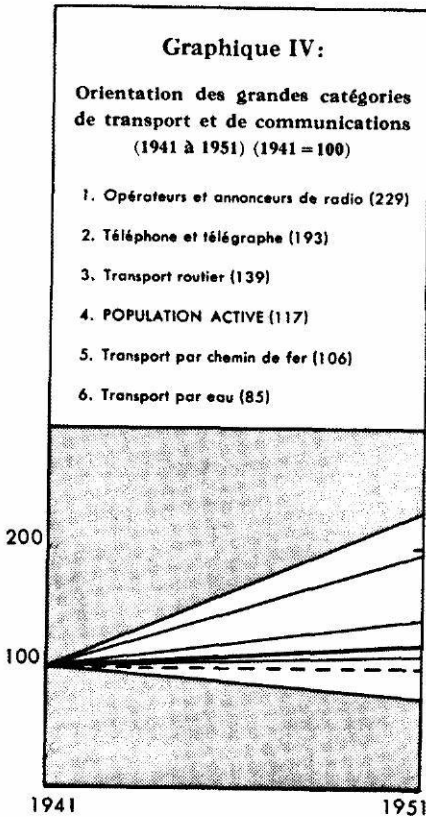 Graphique IV:
Orientation des grandes catégories
de transport et de communications
(1941 à 1951) (1941 = 100)
1. Opérateurs et annonceurs de radio (229)
2. Téléphone et télégraphe (193)
3. Transport routier (139)
4. POPULATION ACTIVE (117)
5. Transport par chemin de fer (106)
6. Transport par eau (85)
200
100
1941 1951